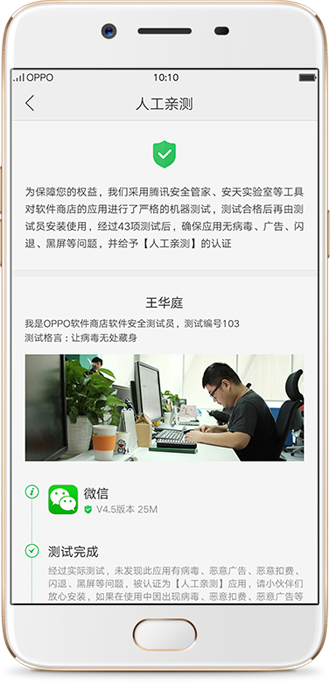 OPPO 10:10
人工亲测
为保障您的权益，我们采用腾讯安全管家、安天实验室等工具
对软件商店的应用进行了严格的机器测试，测试合格后再由测
试员安装使用，经过43项测试后，确保应用无病毒、广告、闪
退、黑屏等问题，并给予【人工亲测】的认证
王华庭
我是OPPO软件商店软件安全测试员，测试编号103
测试格言：让病毒无处藏身
微信
V4.5版本 25M
测试完成
经过实际测试，未发现此应用有病毒、恶意广告、恶意扣费、
闪退、黑屏等问题，被认证为【人工亲测】应用，请小伙伴们
放心安装，如果在使用中因出现病毒、恶意扣费、恶意广告等